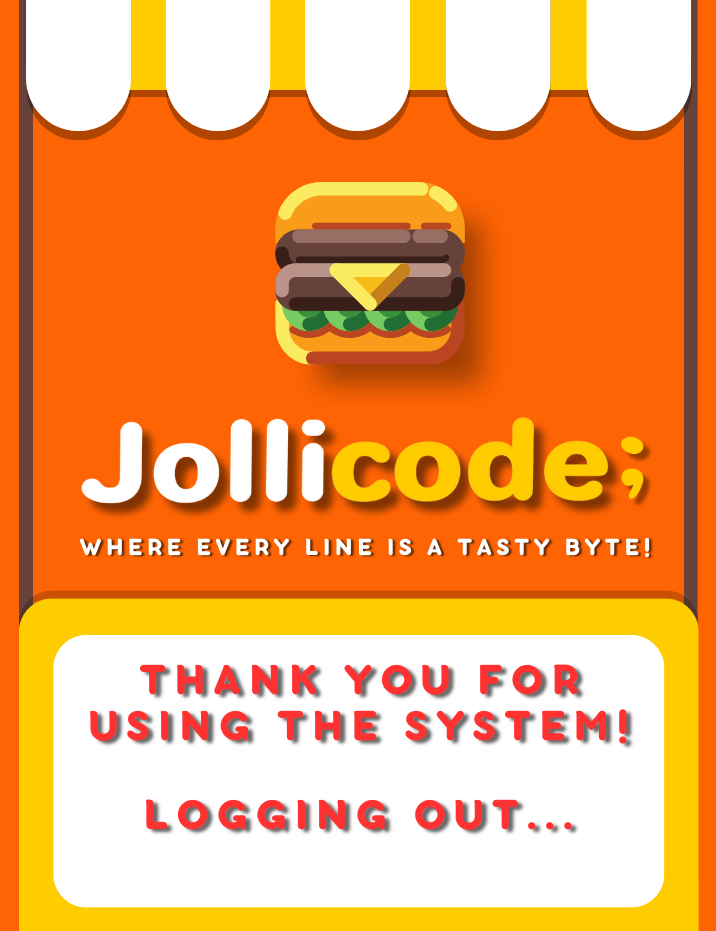 Jollicode;
WHERE EVERY LINE IS A TASTY BYTE!
THANK YOU FOR
USING THE SYSTEM!
LOGGING OUT...